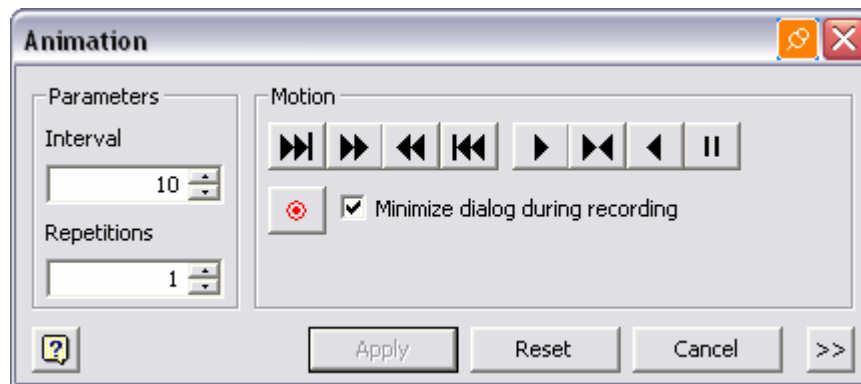 Animation
Parameters
Motion
Interval
10
Minimize dialog during recording
Repetitions
1
?
Apply
Reset
Cancel
>>